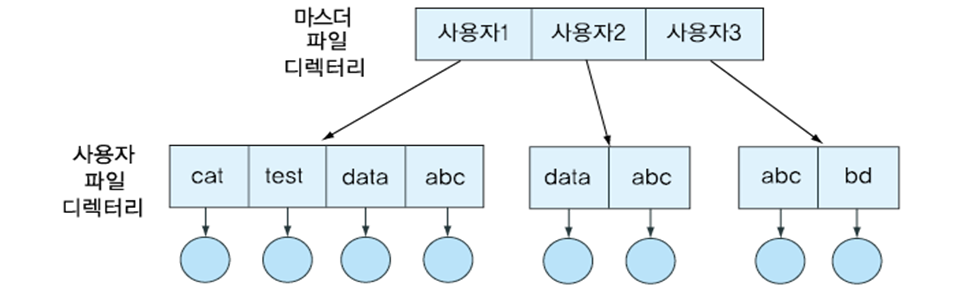 마스더
파일
디렉터리
사용자1 사용자2 사용자3
사용자
파일
디렉터리
cat test data abc data abc abc bd